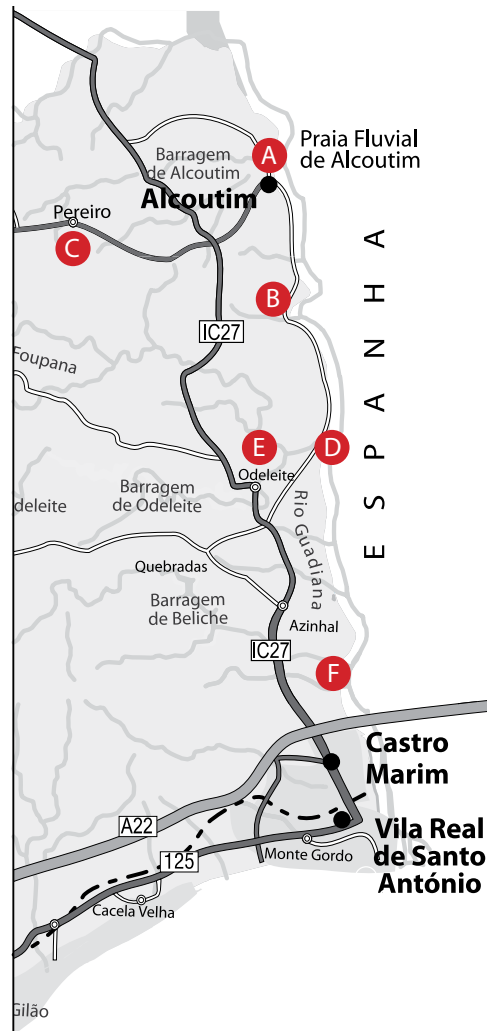 A
Praia Fluvial
de Alcoutim
Barragem
de Alcoutim
Alcoutim
Pereiro
C
B
IC27
ESPANHA
Foupana
E
D
Odeleite
Barragem
de Odeleite
deleite
Rio Guadiana
Quebradas
Barragem
de Beliche
Azinhal
IC27
F
Castro
Marim
A22
Vila Real
de Santo
António
125
Monte Gordo
Cacela Velha
Gilão